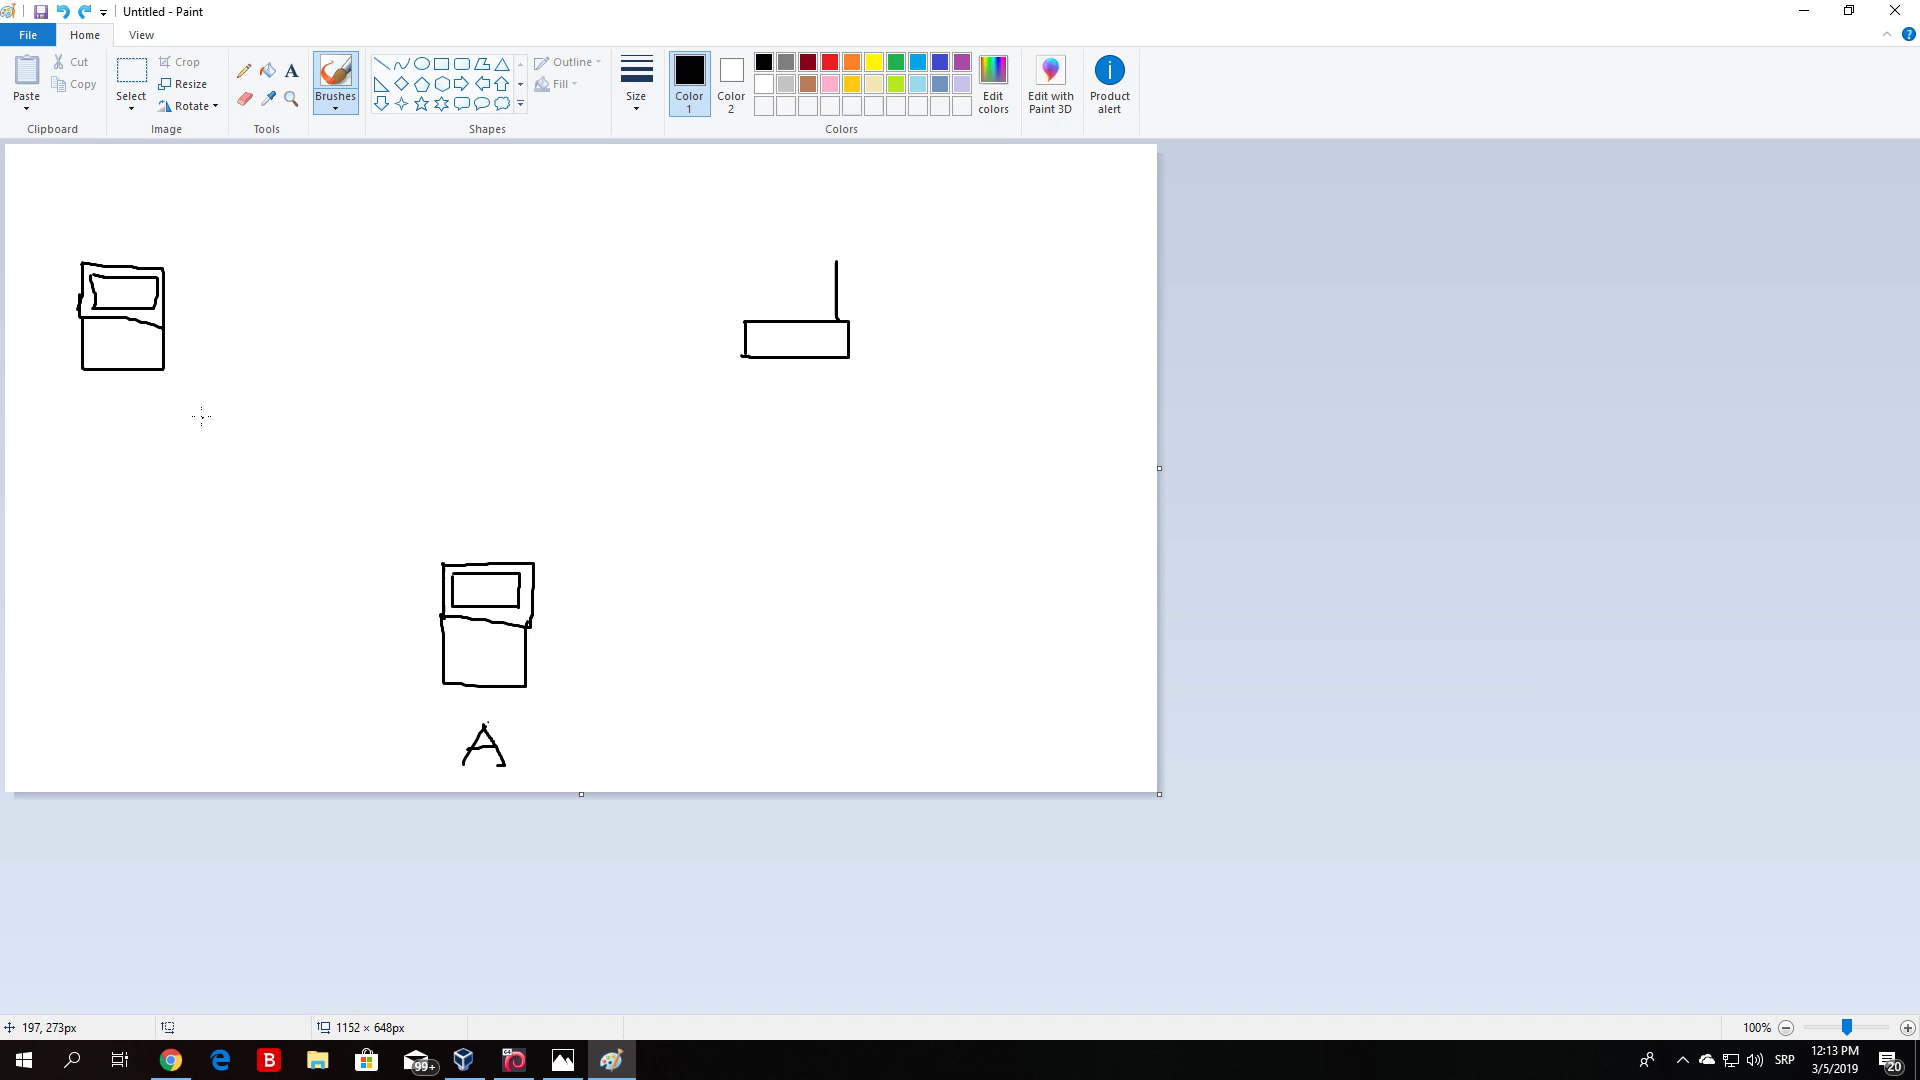 Untitled - Paint
File Home View
Paste
Cut
Copy
Clipboard
Select
Crop
Resize
Rotate
Image
A
Tools
Brushes
Shapes
Outline
Fill
Size
Color 1
Color 2
Colors
Edit colors
Edit with Paint 3D
Product alert
A
197, 273px
1152 × 648px
100%
99+
B
64
SRP
12:13 PM
3/5/2019
20